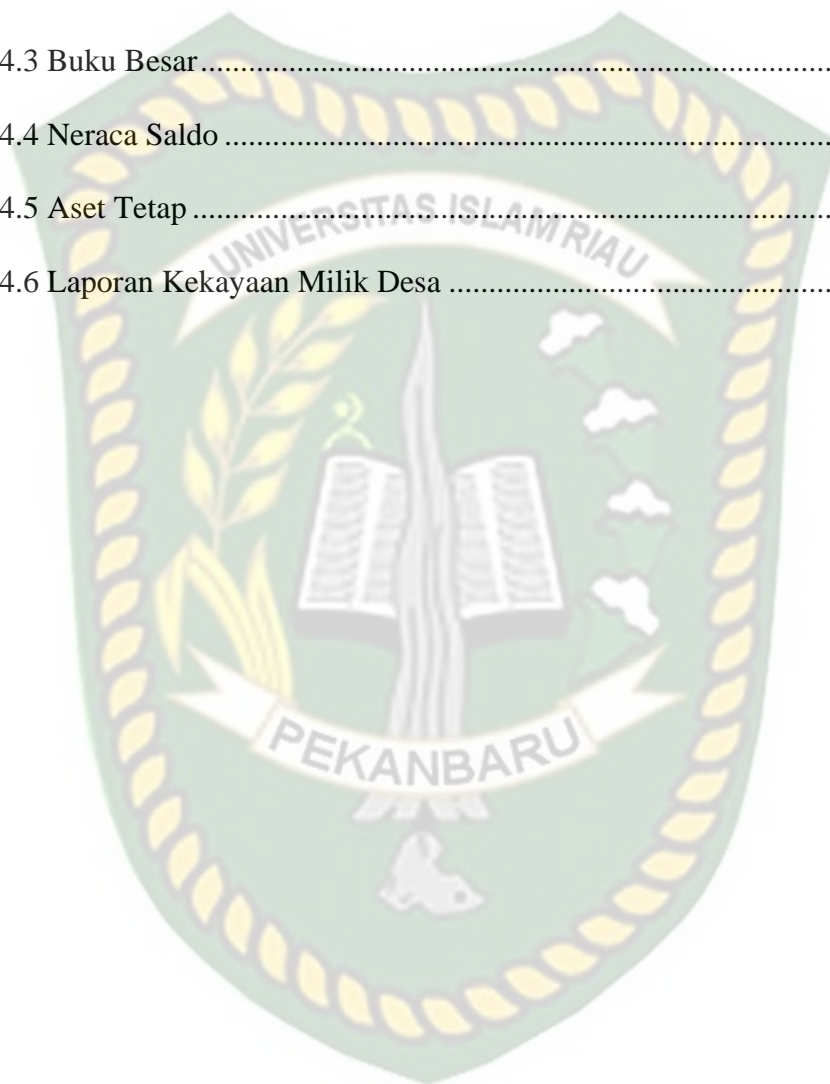 4.3 Buku Besar................................................................................
4.4 Neraca Saldo .............................................................................
UNIVERSITAS ISLAM RIAU
4.5 Aset Tetap .................................................................................
4.6 Laporan Kekayaan Milik Desa ................................................
PEKANBARU